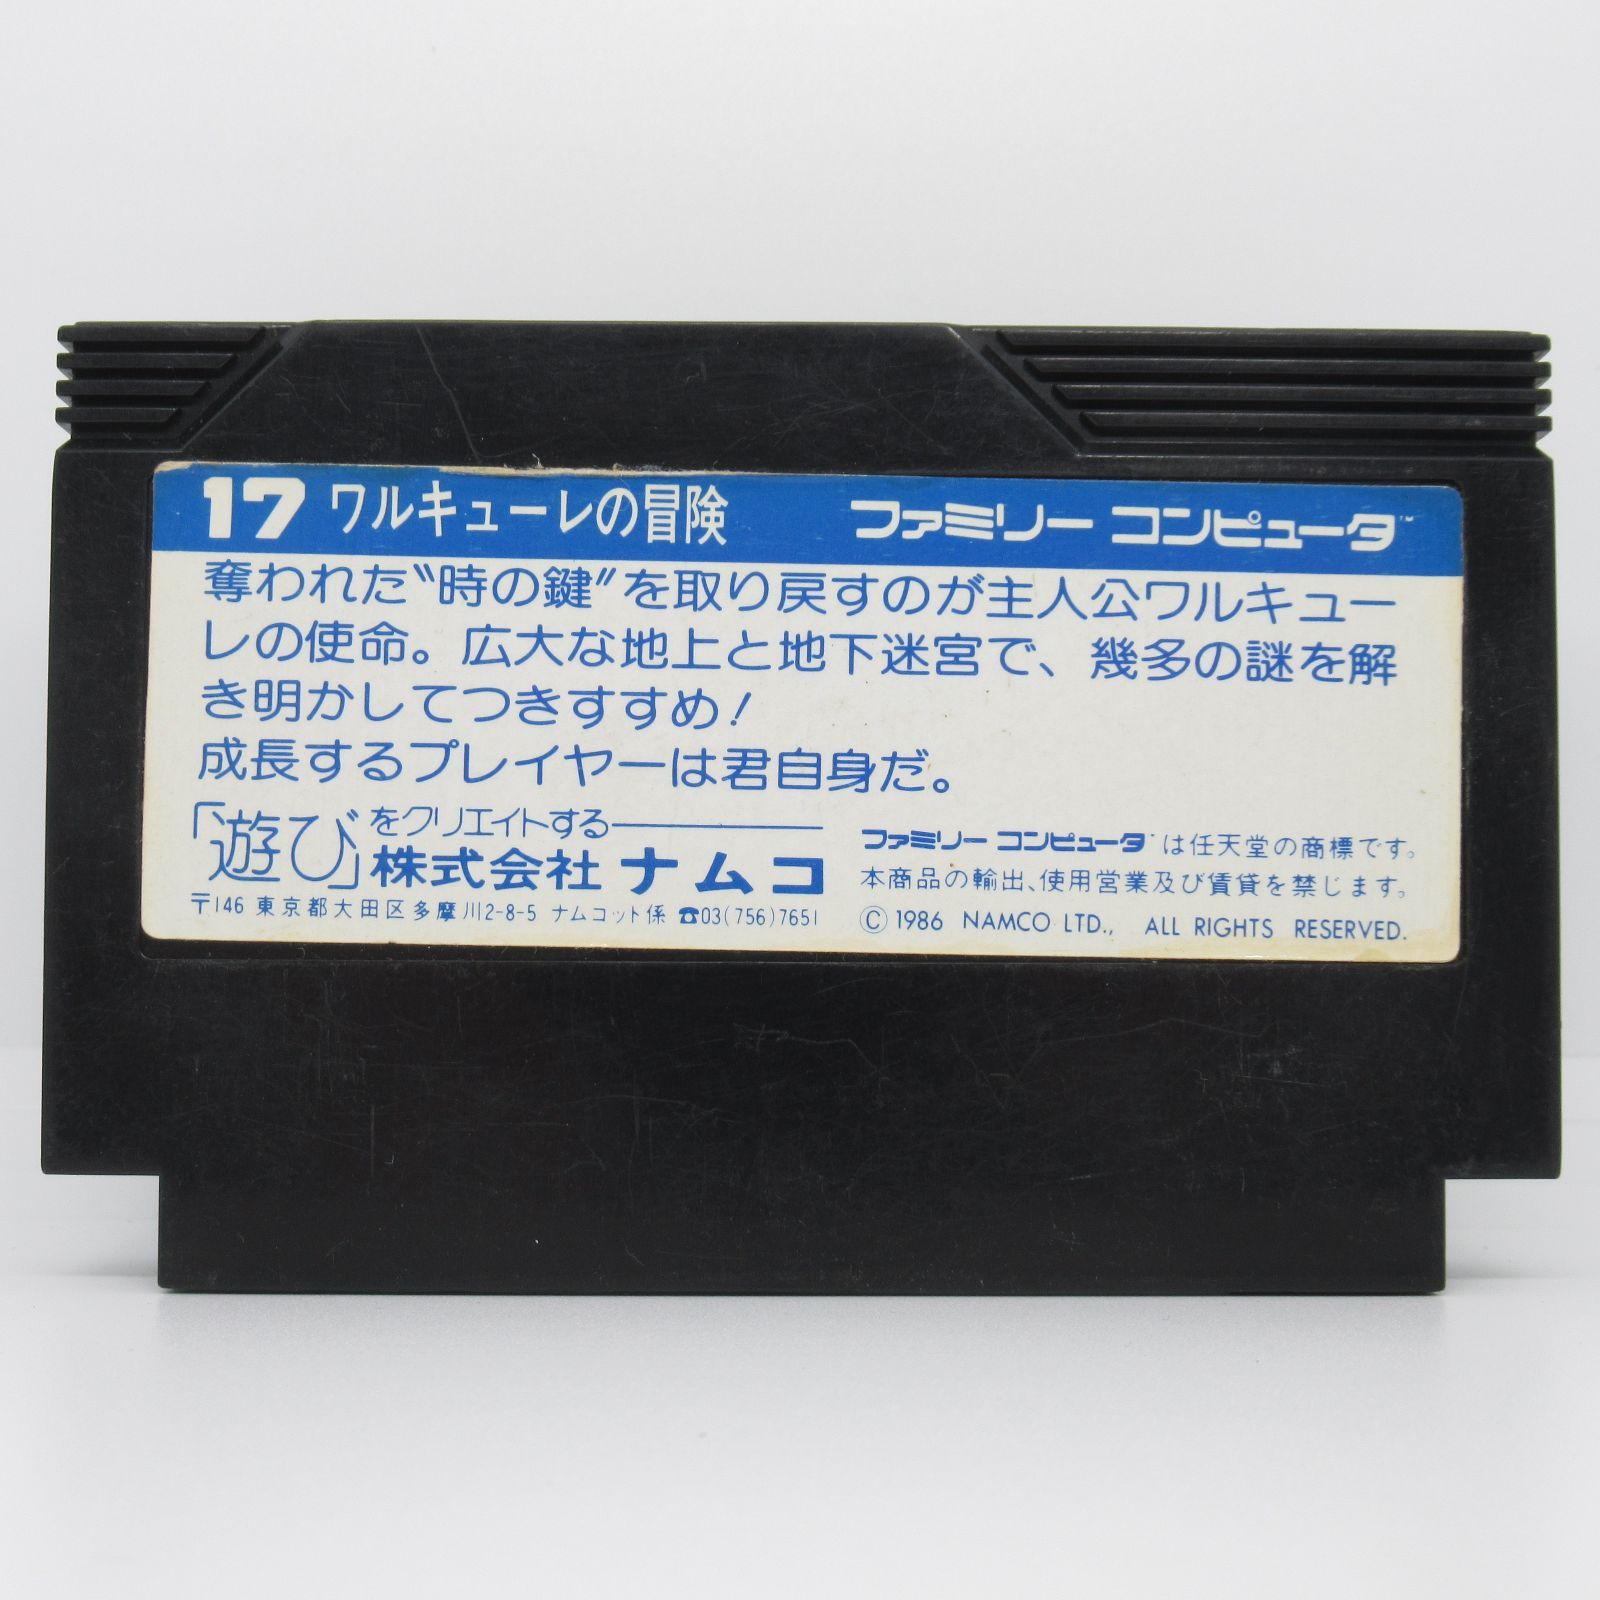 17 ワルキューレの冒険 ファミリー コンピュータ™
奪われた〝時の鍵〟を取り戻すのが主人公ワルキュー
レの使命。広大な地上と地下迷宮で、幾多の謎を解
き明かしてつきすすめ!
成長するプレイヤーは君自身だ。
「遊び」をクリエイトする
株式会社 ナムコ
〒146 東京都大田区多摩川2-8-5 ナムコット係 ☎03(756)7651
ファミリー コンピュータ™は任天堂の商標です。
本商品の輸出、使用営業及び賃貸を禁じます。
Ⓒ 1986 NAMCO LTD., ALL RIGHTS RESERVED.